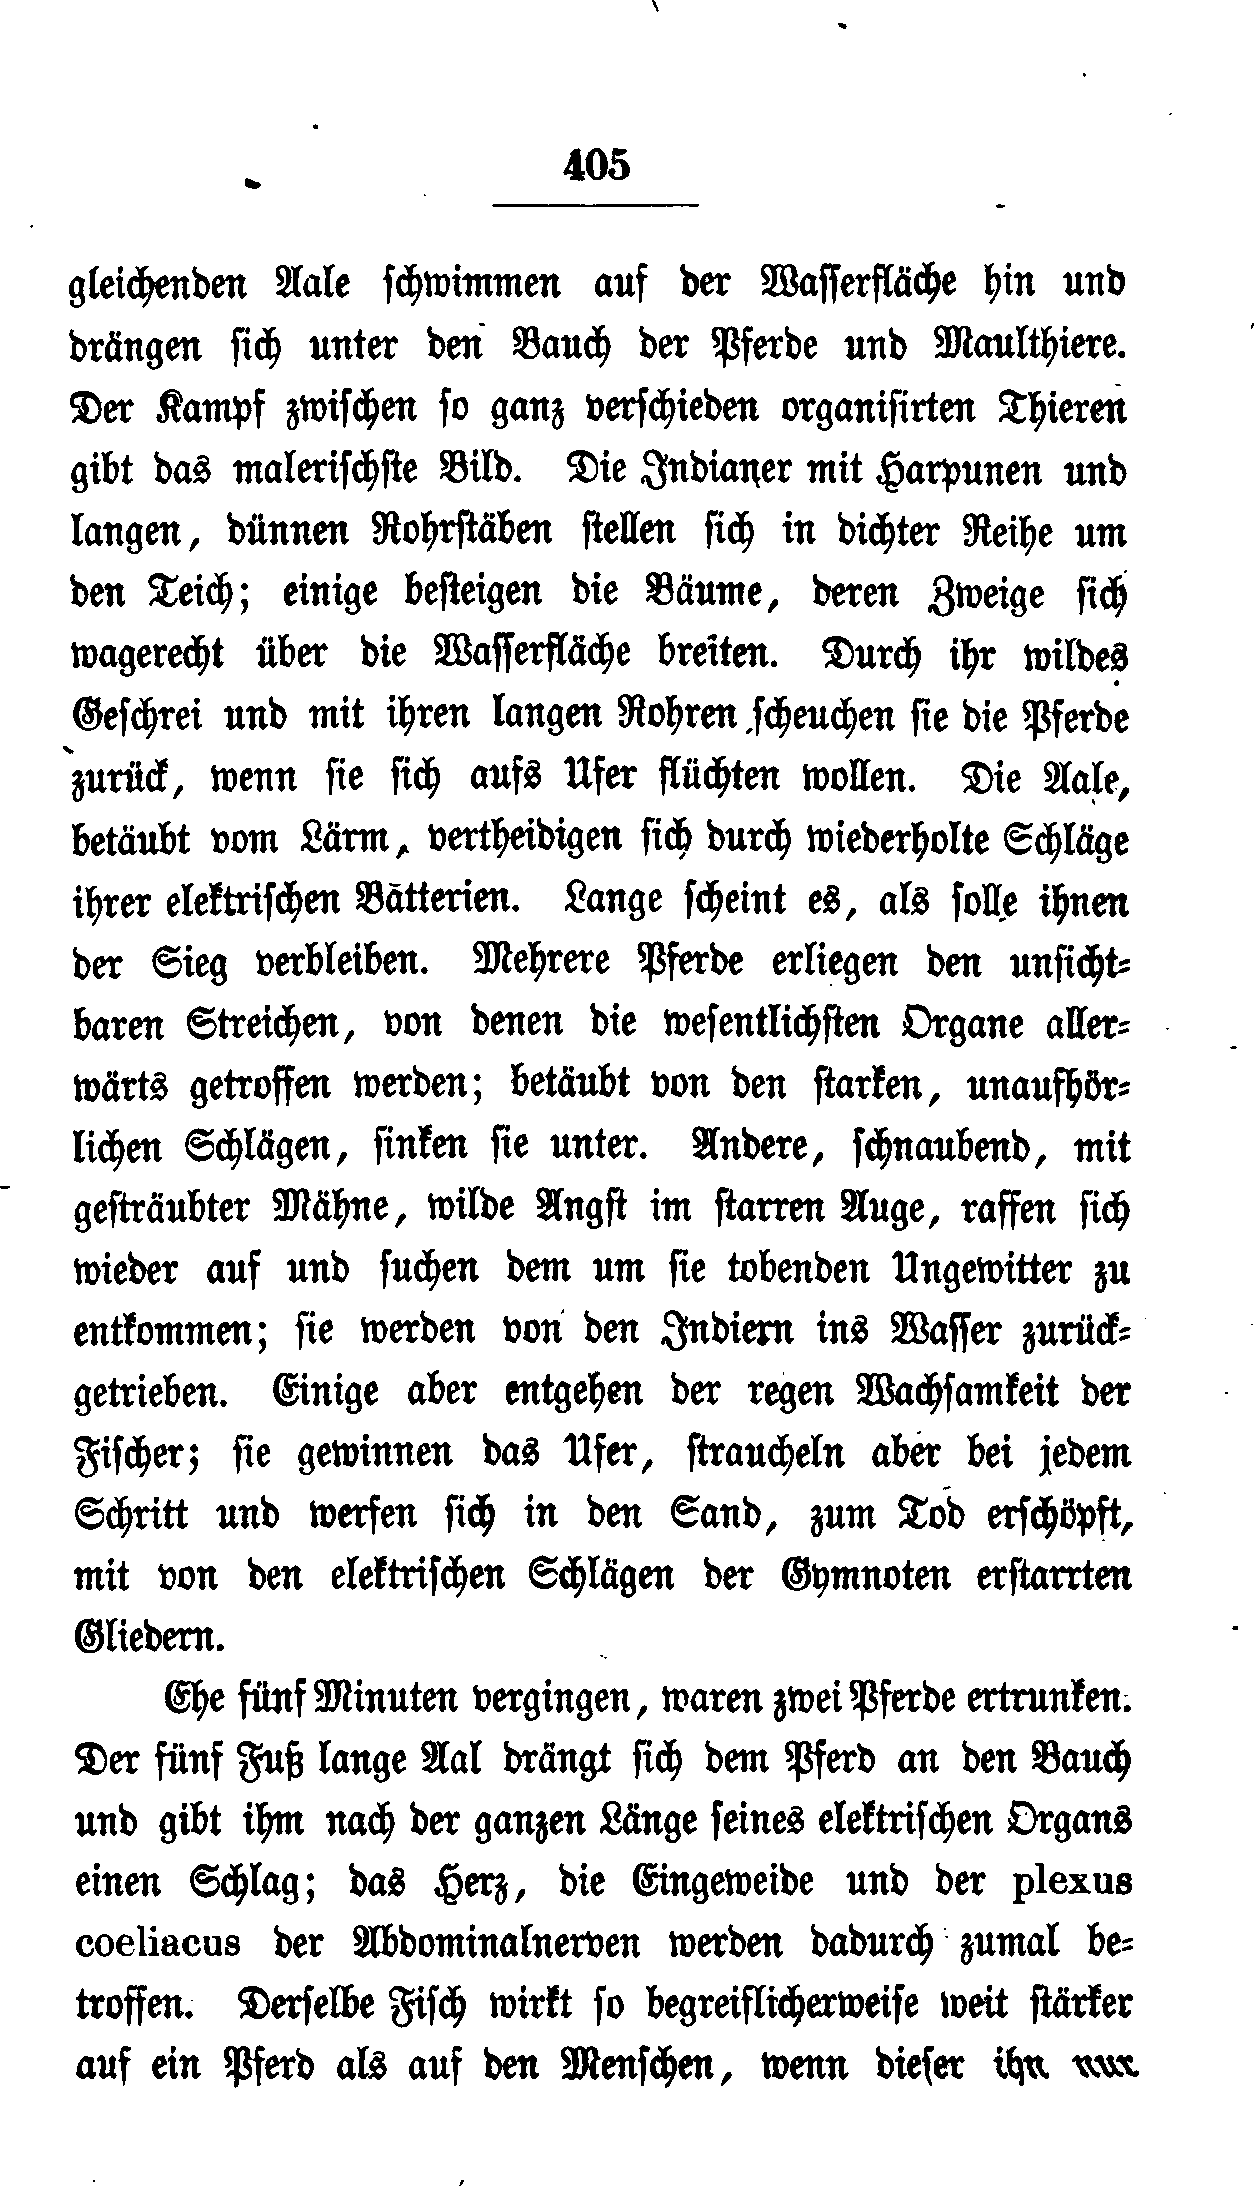 405
gleichenden Aale schwimmen auf der Wasserfläche hin und
drängen sich unter den Bauch der Pferde und Maulthiere.
Der Kampf zwischen so ganz verschieden organisirten Thieren
gibt das malerischste Bild. Die Indianer mit Harpunen und
langen, dünnen Rohrstäben stellen sich in dichter Reihe um
den Teich; einige besteigen die Bäume, deren Zweige sich
wagerecht über die Wasserfläche breiten. Durch ihr wildes
Geschrei und mit ihren langen Rohren scheuchen sie die Pferde
zurück, wenn sie sich aufs Ufer flüchten wollen. Die Aale,
betäubt vom Lärm, vertheidigen sich durch wiederholte Schläge
ihrer elektrischen Batterien. Lange scheint es, als solle ihnen
der Sieg verbleiben. Mehrere Pferde erliegen den unsicht-
baren Streichen, von denen die wesentlichsten Organe aller-
wärts getroffen werden; betäubt von den starken, unaufhör-
lichen Schlägen, sinken sie unter. Andere, schnaubend, mit
gesträubter Mähne, wilde Angst im starren Auge, raffen sich
wieder auf und suchen dem um sie tobenden Ungewitter zu
entkommen; sie werden von den Indiern ins Wasser zurück-
getrieben. Einige aber entgehen der regen Wachsamkeit der
Fischer; sie gewinnen das Ufer, straucheln aber bei jedem
Schritt und werfen sich in den Sand, zum Tod erschöpft,
mit von den elektrischen Schlägen der Gymnoten erstarrten
Gliedern.
Ehe fünf Minuten vergingen, waren zwei Pferde ertrunken.
Der fünf Fuß lange Aal drängt sich dem Pferd an den Bauch
und gibt ihm nach der ganzen Länge seines elektrischen Organs
einen Schlag; das Herz, die Eingeweide und der plexus
coeliacus der Abdominalnerven werden dadurch zumal be-
troffen. Derselbe Fisch wirkt so begreiflicherweise weit stärker
auf ein Pferd als auf den Menschen, wenn dieser ihn nur